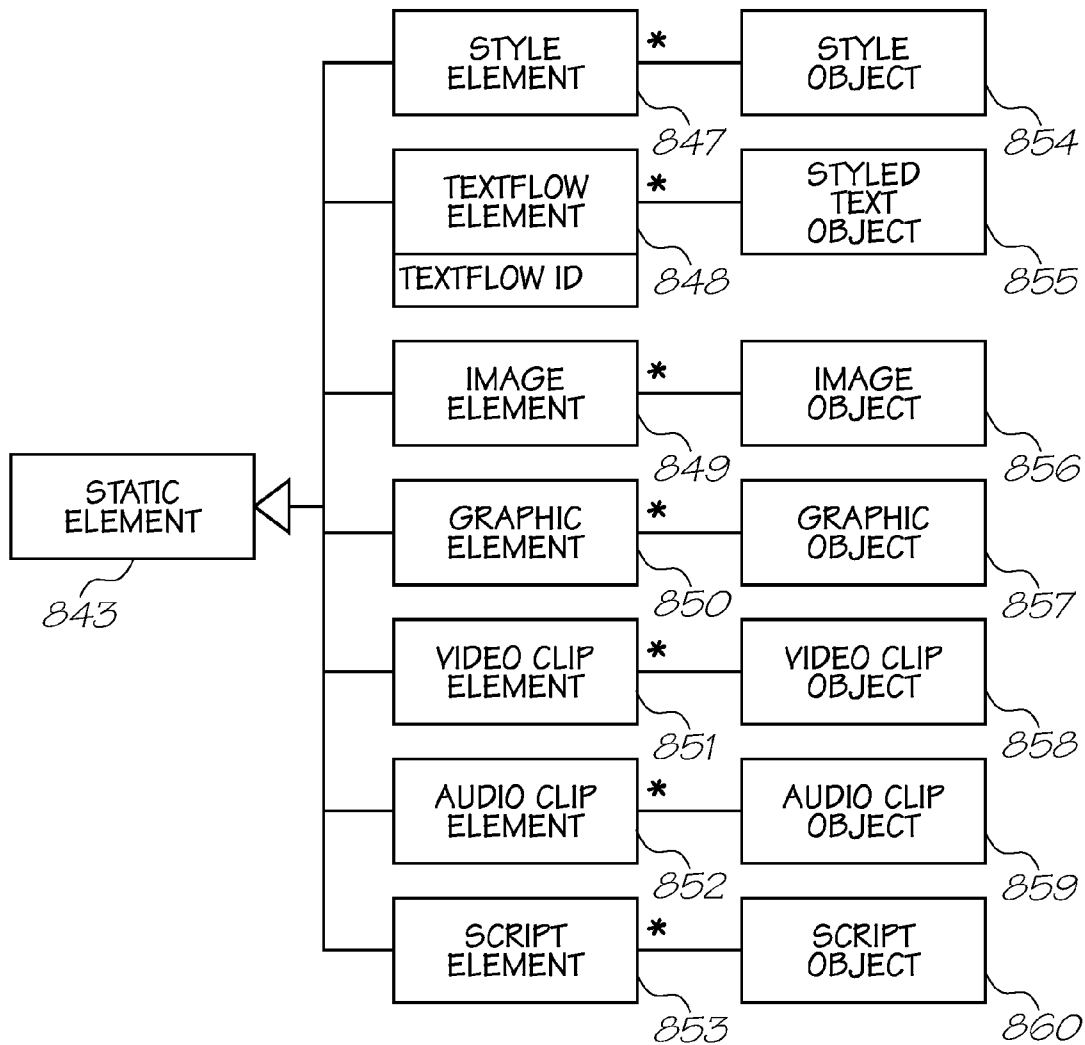 STYLE
ELEMENT
*
STYLE
OBJECT
847
854
TEXTFLOW
ELEMENT
*
STYLED
TEXT
OBJECT
TEXTFLOW ID
848
855
IMAGE
ELEMENT
*
IMAGE
OBJECT
849
856
STATIC
ELEMENT
843
GRAPHIC
ELEMENT
*
GRAPHIC
OBJECT
850
857
VIDEO CLIP
ELEMENT
*
VIDEO CLIP
OBJECT
851
858
AUDIO CLIP
ELEMENT
*
AUDIO CLIP
OBJECT
852
859
SCRIPT
ELEMENT
*
SCRIPT
OBJECT
853
860